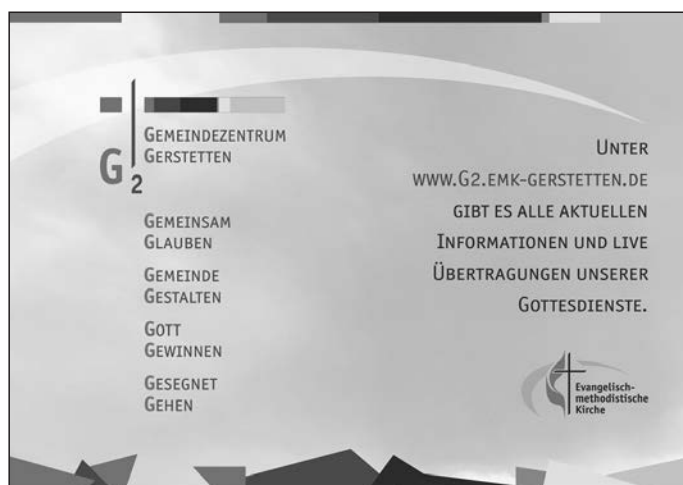 G2
GEMEINDEZENTRUM
GERSTETTEN
GEMEINSAM
GLAUBEN
GEMEINDE
GESTALTEN
GOTT
GEWINNEN
GESEGNET
GEHEN
UNTER
WWW.G2.EMK-GERSTETTEN.DE
GIBT ES ALLE AKTUELLEN
INFORMATIONEN UND LIVE
ÜBERTRAGUNGEN UNSERER
GOTTESDIENSTE.
Evangelisch-
methodistische
Kirche